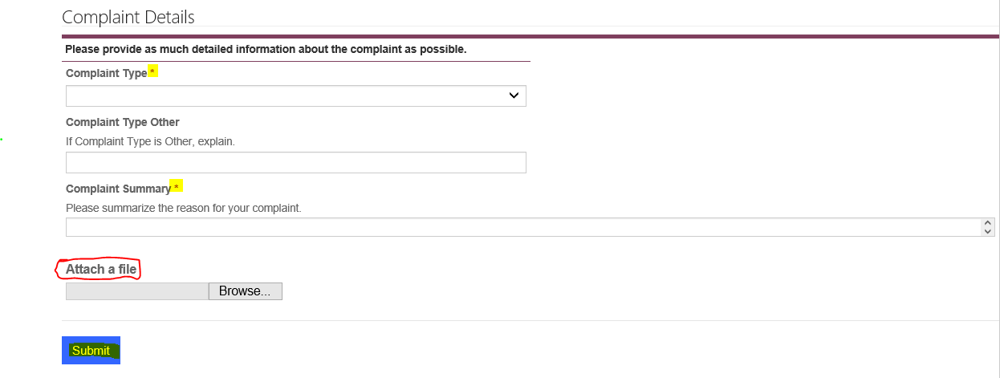 Complaint Details
Please provide as much detailed information about the complaint as possible.
Complaint Type *
Complaint Type Other
If Complaint Type is Other, explain.
Complaint Summary *
Please summarize the reason for your complaint.
Attach a file
Browse...
Submit